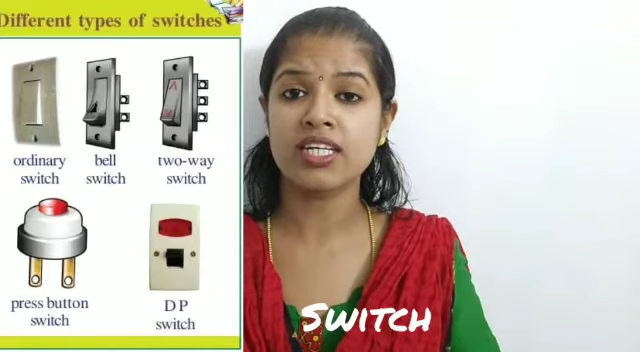 Different types of switches
ordinary
switch
bell
switch
two-way
switch
press button
switch
D P
switch
SWITCH